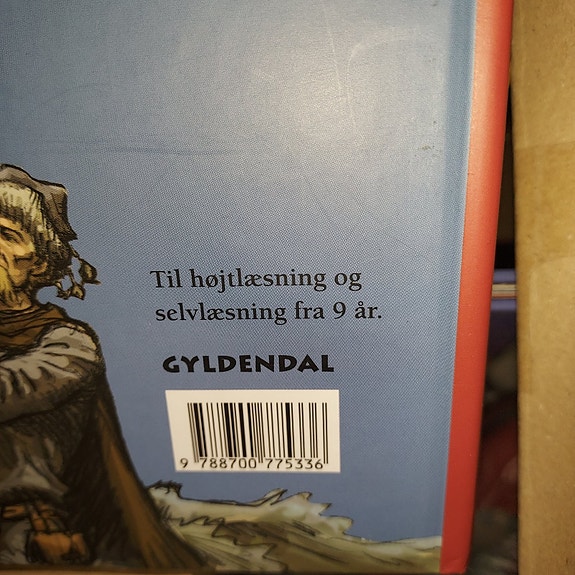 Til højtlæsning og
selvlæsning fra 9 år.
GYLDENDAL
9 788700 775336